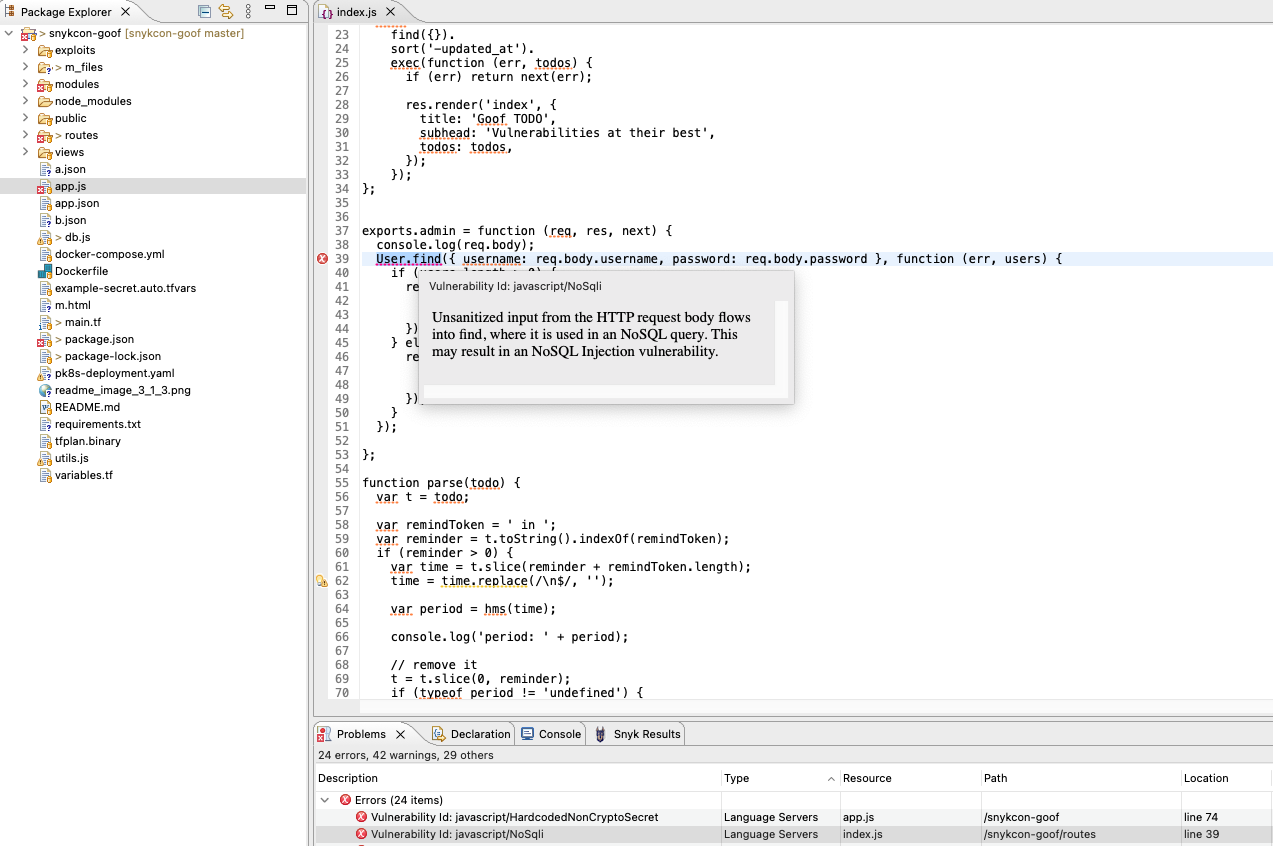 Package Explorer
> snykcon-goof [snykcon-goof master]
exploits
> m_files
modules
node_modules
public
> routes
views
a.json
app.js
app.json
b.json
> db.js
docker-compose.yml
Dockerfile
example-secret.auto.tfvars
m.html
> main.tf
> package.json
> package-lock.json
pk8s-deployment.yaml
readme_image_3_1_3.png
README.md
requirements.txt
tfplan.binary
utils.js
variables.tf
index.js
23 find({}).
24 sort('-updated_at').
25 exec(function (err, todos) {
26 if (err) return next(err);
27
28 res.render('index', {
29 title: 'Goof TODO',
30 subhead: 'Vulnerabilities at their best',
31 todos: todos,
32 });
33 });
34 };
35
36
37 exports.admin = function (req, res, next) {
38 console.log(req.body);
39 User.find({ username: req.body.username, password: req.body.password }, function (err, users) {
40 if (users.length > 0) {
41 re
42
43
44 })
45 } el
46 re
47
48
49 })
50 }
51 });
52
53 };
54
55 function parse(todo) {
56 var t = todo;
57
58 var remindToken = ' in ';
59 var reminder = t.toString().indexOf(remindToken);
60 if (reminder > 0) {
61 var time = t.slice(reminder + remindToken.length);
62 time = time.replace(/\n$/, '');
63
64 var period = hms(time);
65
66 console.log('period: ' + period);
67
68 // remove it
69 t = t.slice(0, reminder);
70 if (typeof period != 'undefined') {
Vulnerability Id: javascript/NoSqli
Unsanitized input from the HTTP request body flows
into find, where it is used in an NoSQL query. This
may result in an NoSQL Injection vulnerability.
Problems Declaration Console Snyk Results
24 errors, 42 warnings, 29 others
Description Type Resource Path Location
Errors (24 items)
Vulnerability Id: javascript/HardcodedNonCryptoSecret Language Servers app.js /snykcon-goof line 74
Vulnerability Id: javascript/NoSqli Language Servers index.js /snykcon-goof/routes line 39